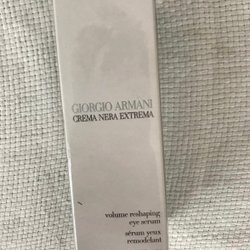 GIORGIO ARMANI
CREMA NERA EXTREMA
volume reshaping
eye serum
sérum yeux
remodelant